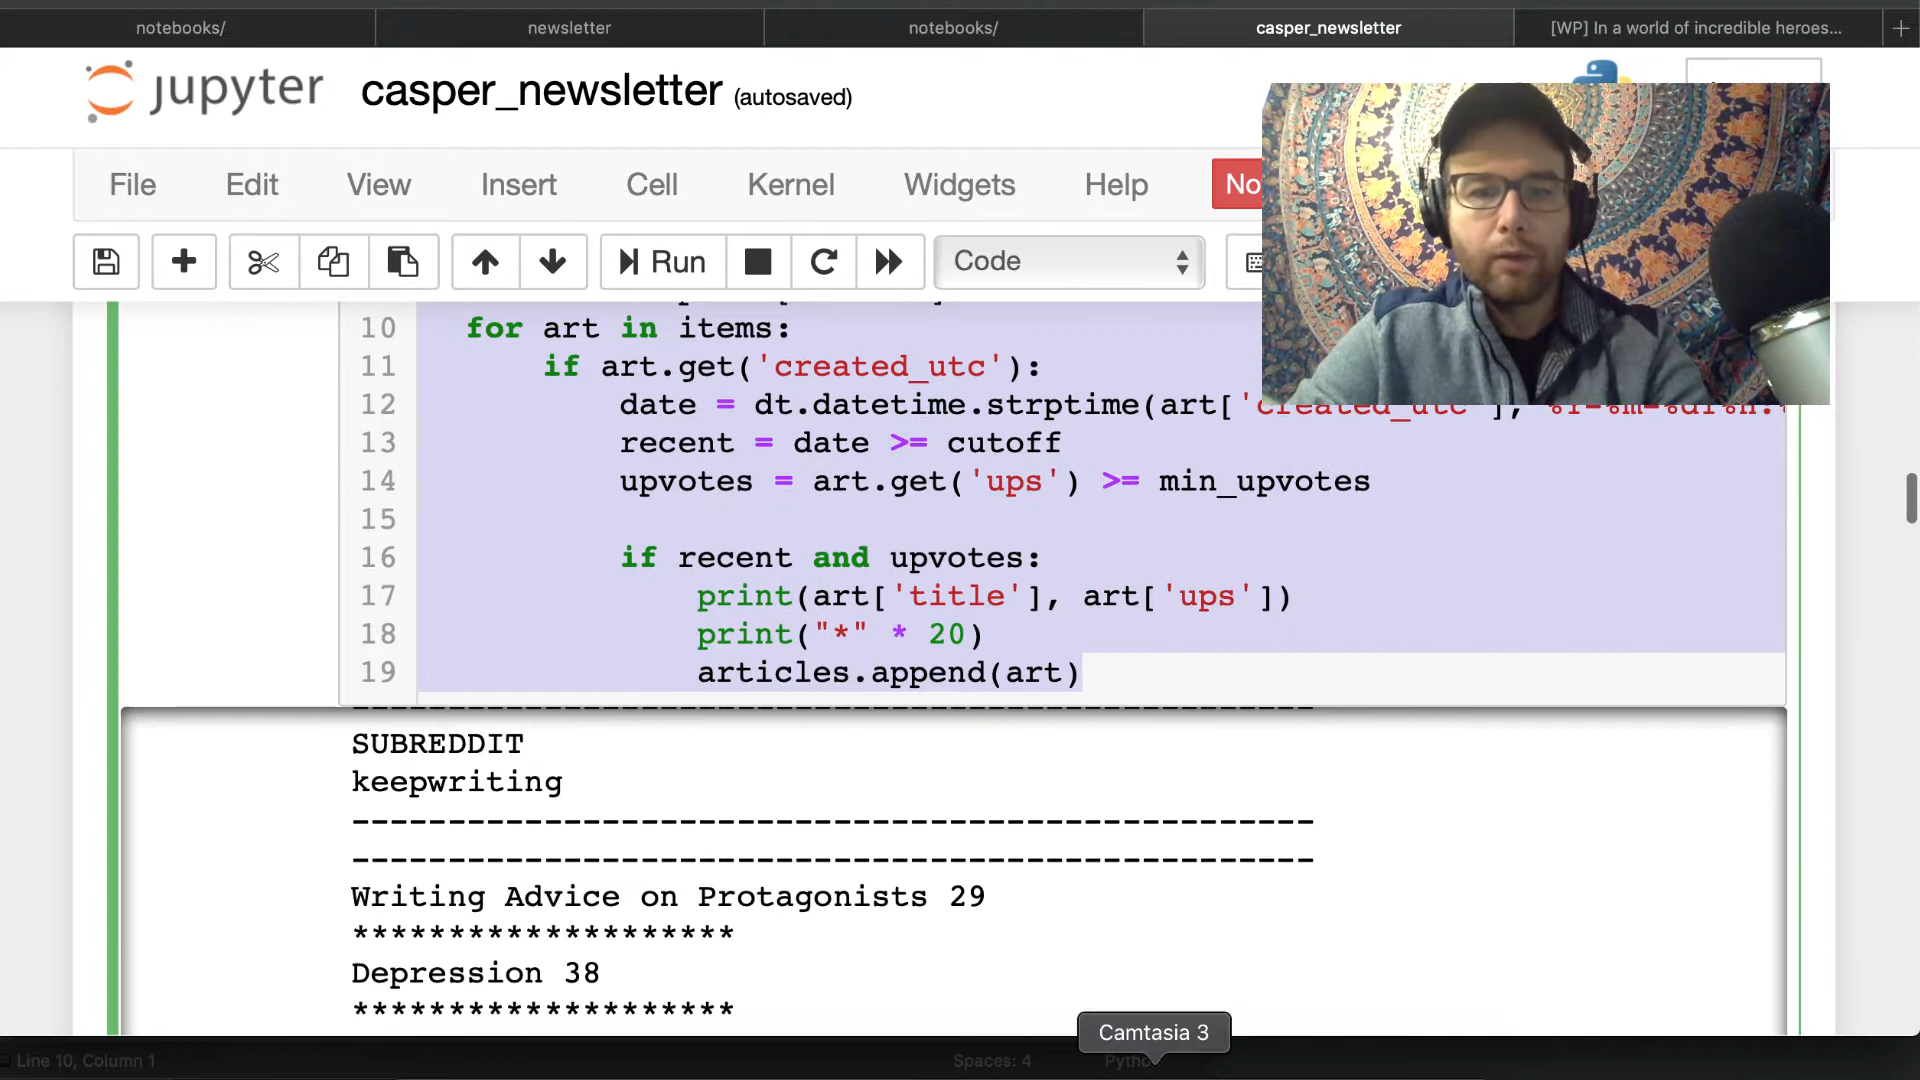 notebooks/
newsletter
notebooks/
casper_newsletter
[WP] In a world of incredible heroes...
jupyter
casper_newsletter (autosaved)
File
Edit
View
Insert
Cell
Kernel
Widgets
Help
No
Run
Code
10 for art in items:
11 if art.get('created_utc'):
12 date = dt.datetime.strptime(art['created_utc'],
13 recent = date >= cutoff
14 upvotes = art.get('ups') >= min_upvotes
15
16 if recent and upvotes:
17 print(art['title'], art['ups'])
18 print("*" * 20)
19 articles.append(art)
--------------------------------------------------
SUBREDDIT
keepwriting
--------------------------------------------------
--------------------------------------------------
Writing Advice on Protagonists 29
********************
Depression 38
********************
Camtasia 3
Line 10, Column 1
Spaces: 4